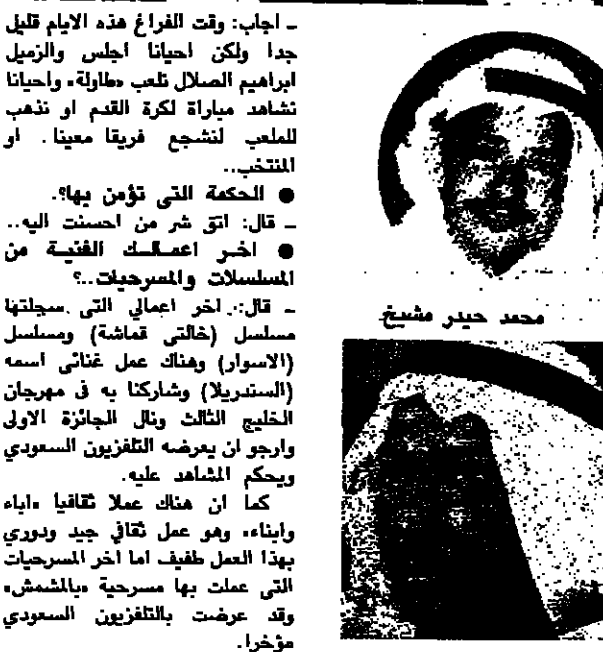 ـ اجاب: وقت الفراغ هذه الايام قليل
جدا ولكن احيانا اجلس والزميل
ابراهيم الصلال نلعب «طاولة» واحيانا
نشاهد مباراة لكرة القدم او نذهب
للملعب لنشجع فريقا معينا. او
المنتخب..
● الحكمة التى تؤمن بها؟.
ـ قال: اتق شر من احسنت اليه..
● اخر اعمالك الفنية من
المسلسلات والمسرحيات..؟
ـ قال: اخر اعمالي التى سجلتها
مسلسل (خالتى قماشة) ومسلسل
(الاسوار) وهناك عمل غنائى اسمه
(السندريلا) وشاركنا به فى مهرجان
الخليج الثالث ونال الجائزة الاولى
وارجو ان يعرضه التلفزيون السعودي
ويحكم المشاهد عليه.
كما ان هناك عملا ثقافيا «اباء
وابناء» وهو عمل ثقافي جيد ودوري
بهذا العمل طفيف اما اخر المسرحيات
التى عملت بها مسرحية «بالمشمش»
وقد عرضت بالتلفزيون السعودي
مؤخرا.
محمد حيدر مشيخ